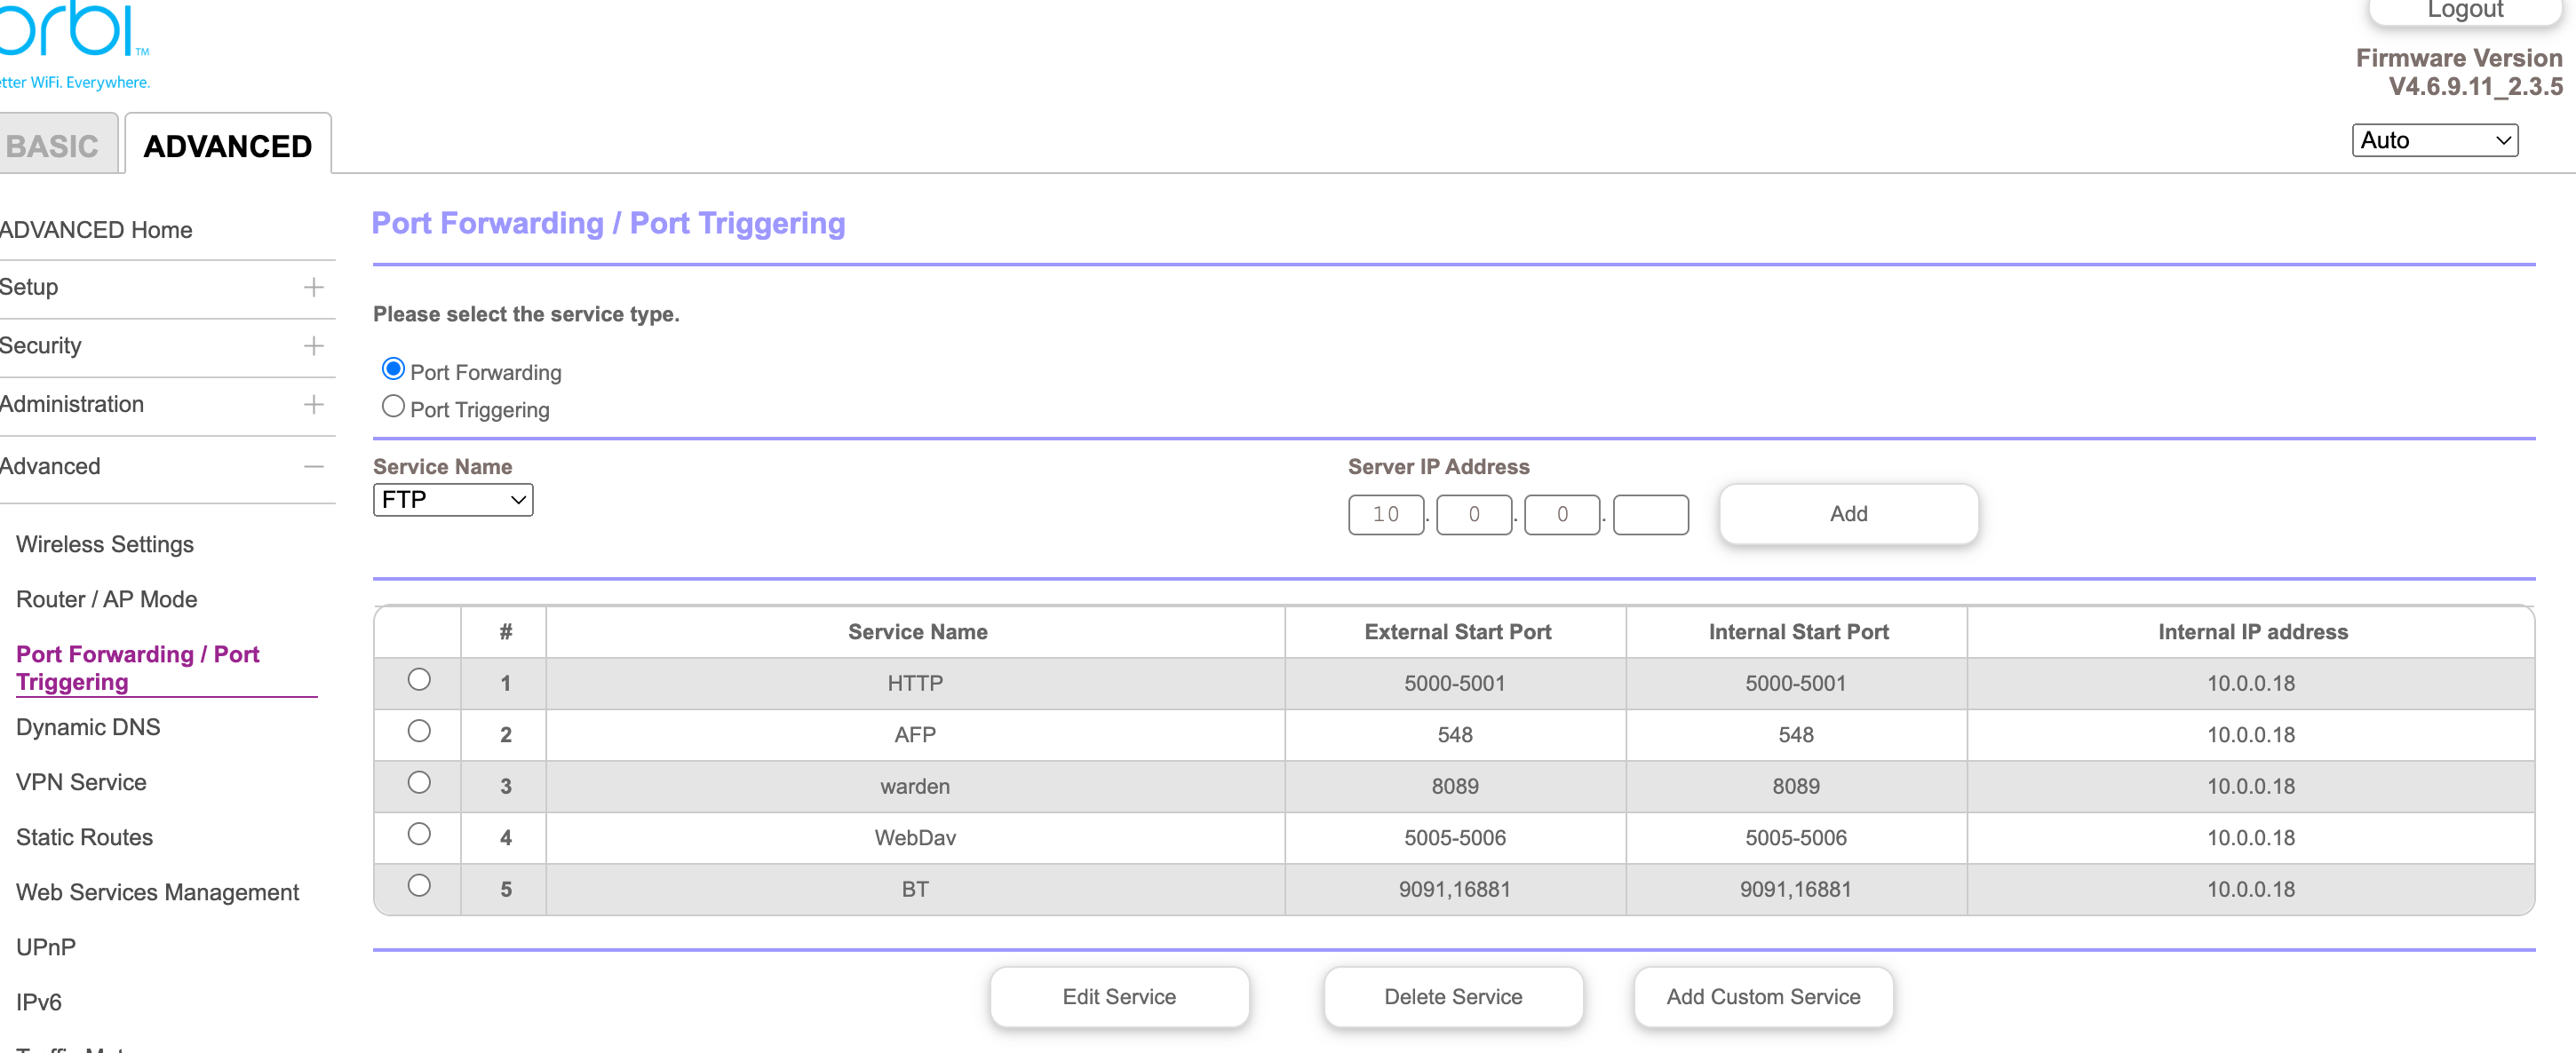 orbi™
Better WiFi. Everywhere.
Logout
Firmware Version
V4.6.9.11_2.3.5
BASIC
ADVANCED
Auto
ADVANCED Home
Setup
Security
Administration
Advanced
Wireless Settings
Router / AP Mode
Port Forwarding / Port
Triggering
Dynamic DNS
VPN Service
Static Routes
Web Services Management
UPnP
IPv6
Port Forwarding / Port Triggering
Please select the service type.
Port Forwarding
Port Triggering
Service Name
FTP
Server IP Address
10 . 0 . 0 .
Add
# Service Name External Start Port Internal Start Port Internal IP address
1 HTTP 5000-5001 5000-5001 10.0.0.18
2 AFP 548 548 10.0.0.18
3 warden 8089 8089 10.0.0.18
4 WebDav 5005-5006 5005-5006 10.0.0.18
5 BT 9091,16881 9091,16881 10.0.0.18
Edit Service Delete Service Add Custom Service